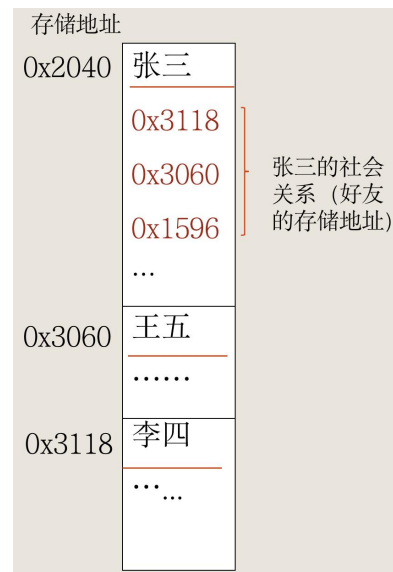 存储地址
0x2040 张三
0x3118
0x3060
0x1596
...
张三的社会
关系（好友
的存储地址)
0x3060 王五
......
0x3118 李四
......